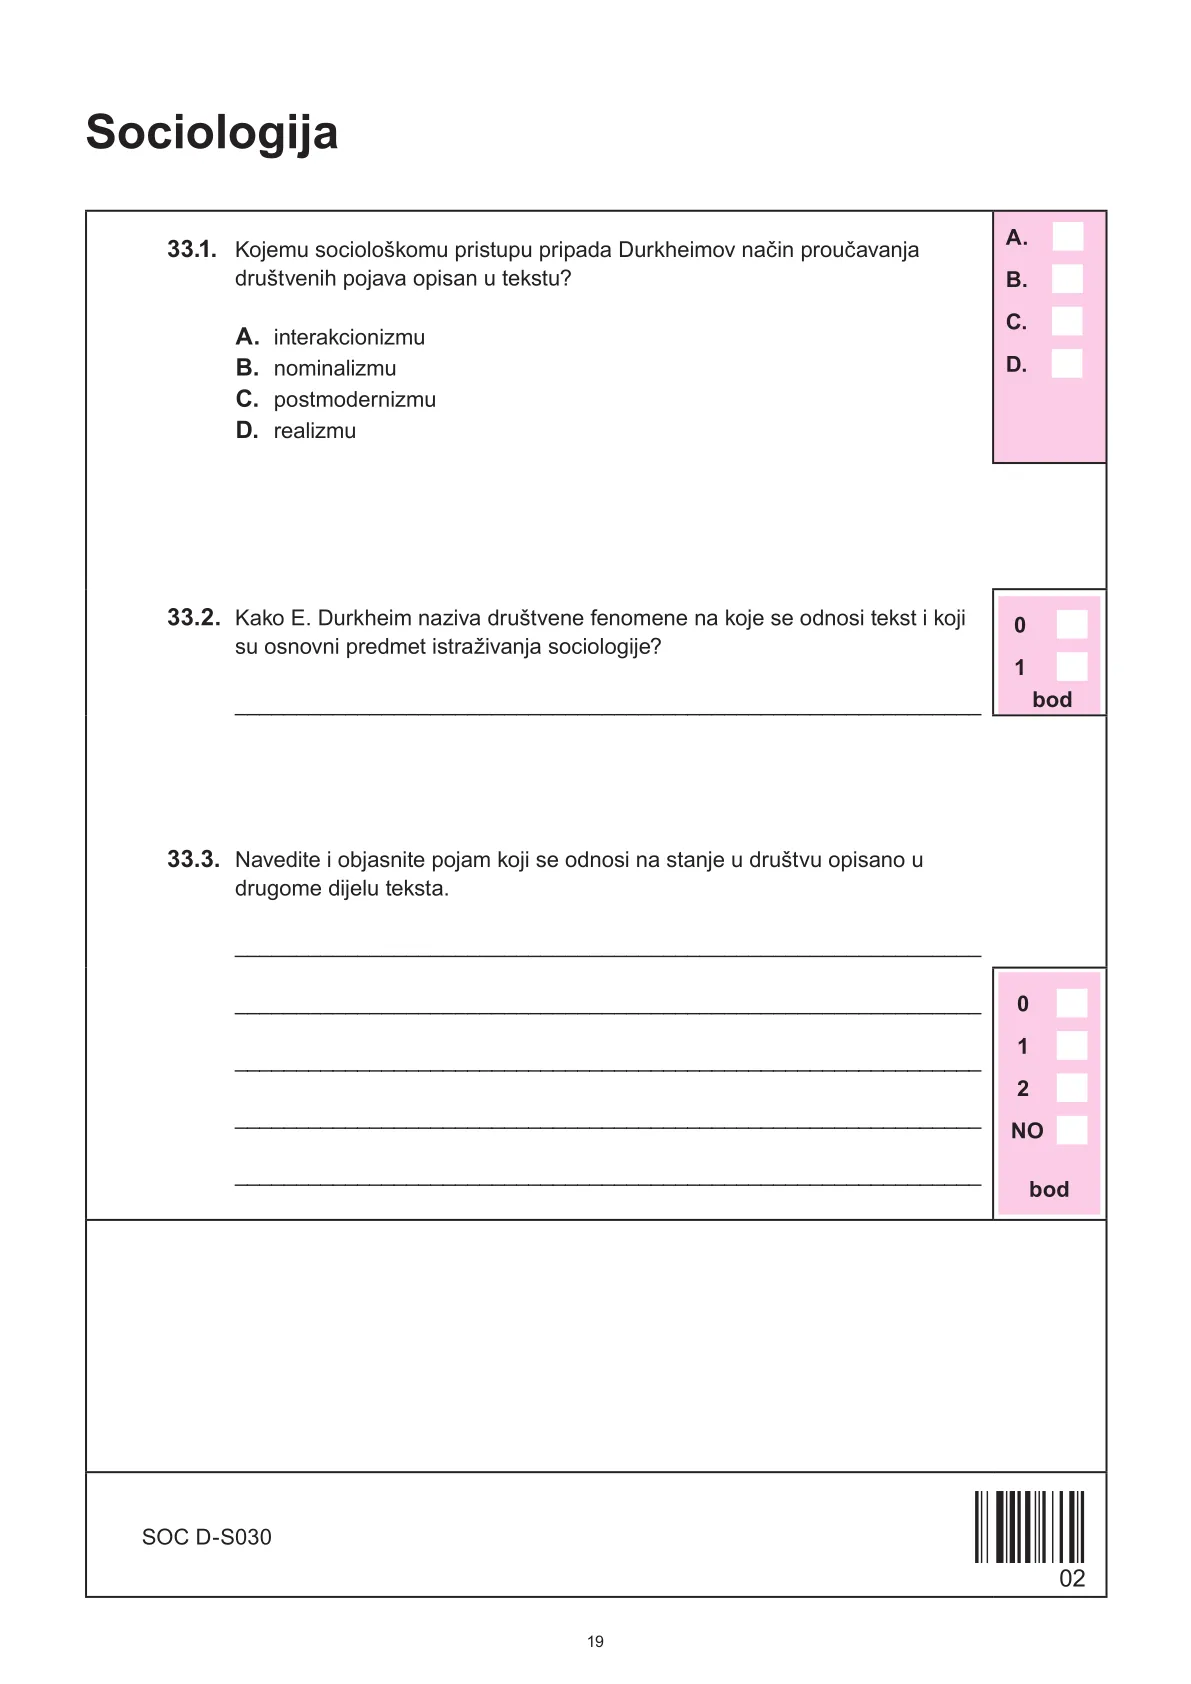 Sociologija
33.1. Kojemu sociološkomu pristupu pripada Durkheimov način proučavanja
društvenih pojava opisan u tekstu?
A. interakcionizmu
B. nominalizmu
C. postmodernizmu
D. realizmu
A.
B.
C.
D.
33.2. Kako E. Durkheim naziva društvene fenomene na koje se odnosi tekst i koji
su osnovni predmet istraživanja sociologije?
0
1
bod
33.3. Navedite i objasnite pojam koji se odnosi na stanje u društvu opisano u
drugome dijelu teksta.
0
1
2
NO
bod
SOC D-S030
02
19